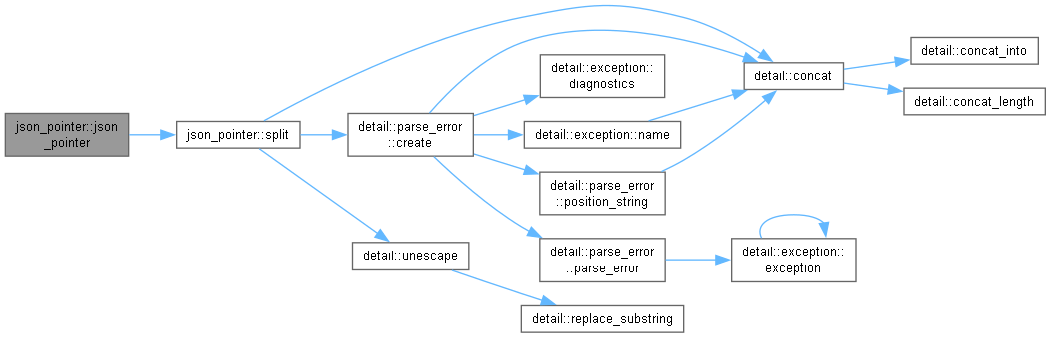 json_pointer::json
_pointer
json_pointer::split
detail::parse_error
::create
detail::exception::
diagnostics
detail::exception::name
detail::parse_error
::position_string
detail::parse_error
::parse_error
detail::unescape
detail::replace_substring
detail::concat
detail::exception::
exception
detail::concat_into
detail::concat_length